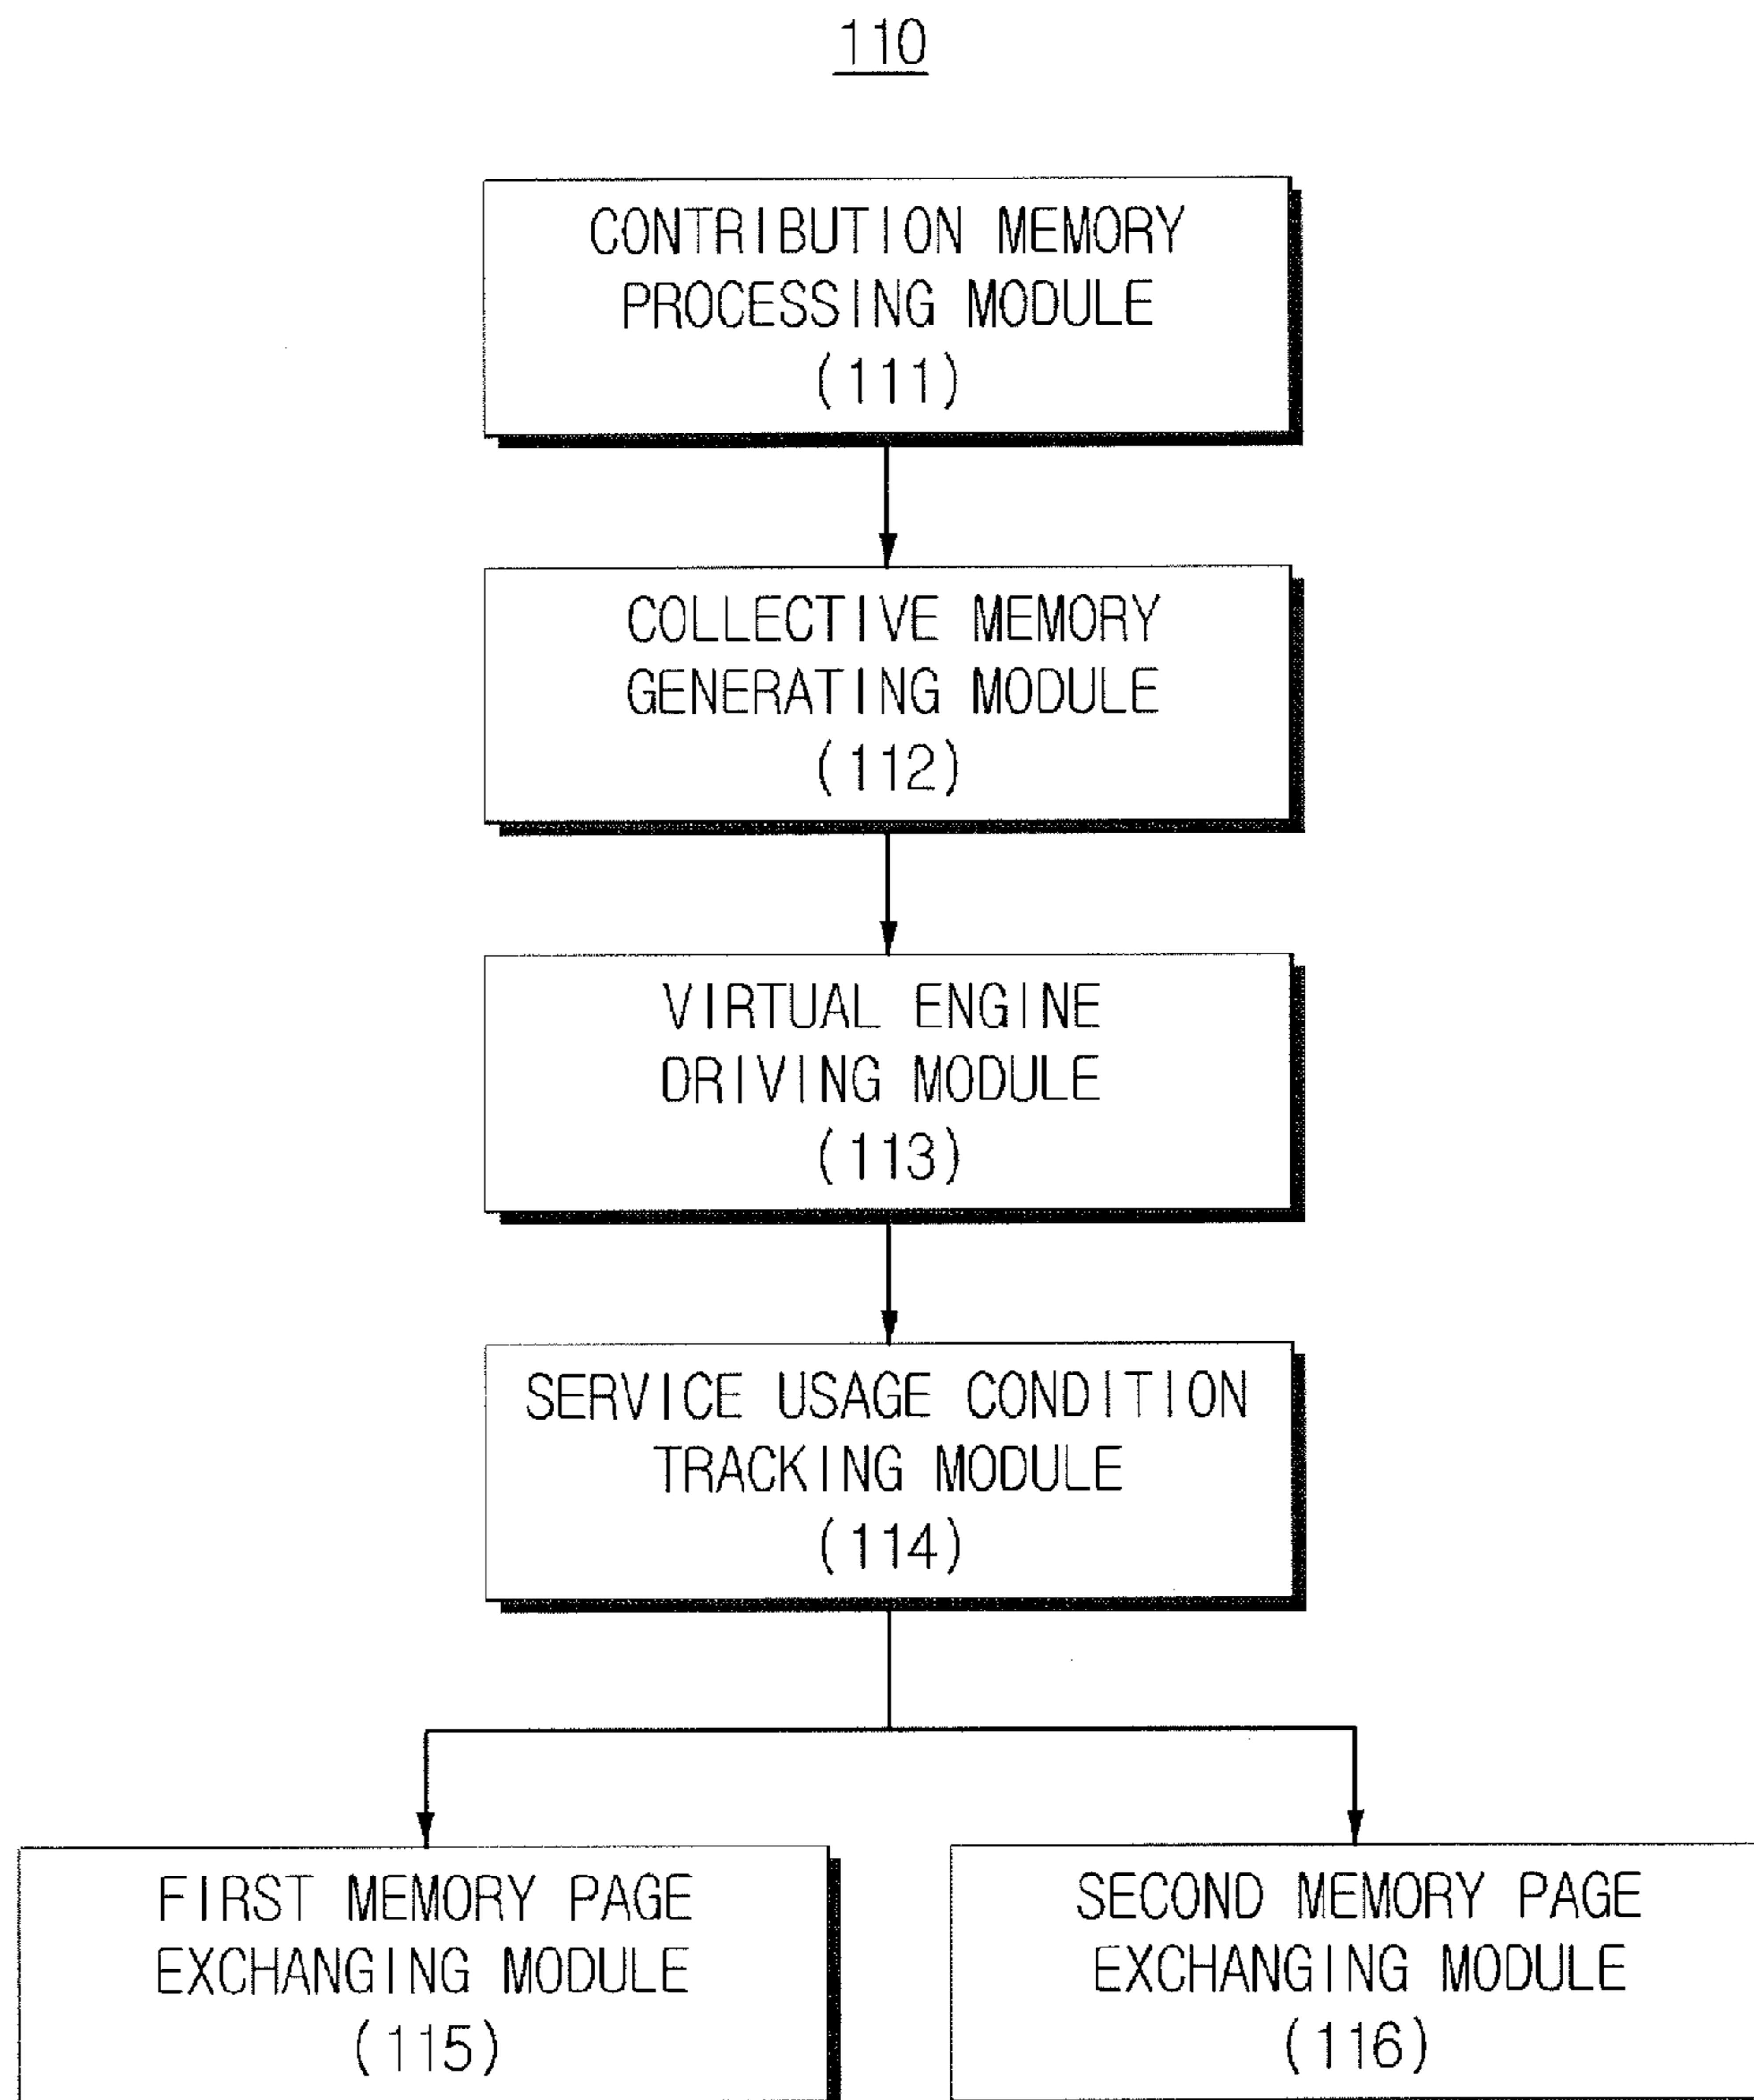 110
CONTRIBUTION MEMORY
PROCESSING MODULE
(111)
COLLECTIVE MEMORY
GENERATING MODULE
(112)
VIRTUAL ENGINE
DRIVING MODULE
(113)
SERVICE USAGE CONDITION
TRACKING MODULE
(114)
FIRST MEMORY PAGE
EXCHANGING MODULE
(115)
SECOND MEMORY PAGE
EXCHANGING MODULE
(116)